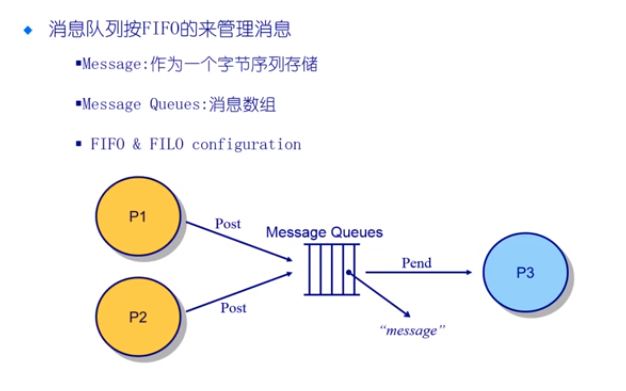 消息队列按FIFO的来管理消息
Message:作为一个字节序列存储
Message Queues:消息数组
FIFO & FILO configuration
P1
Post
Message Queues
Pend
P3
P2
Post
“message”